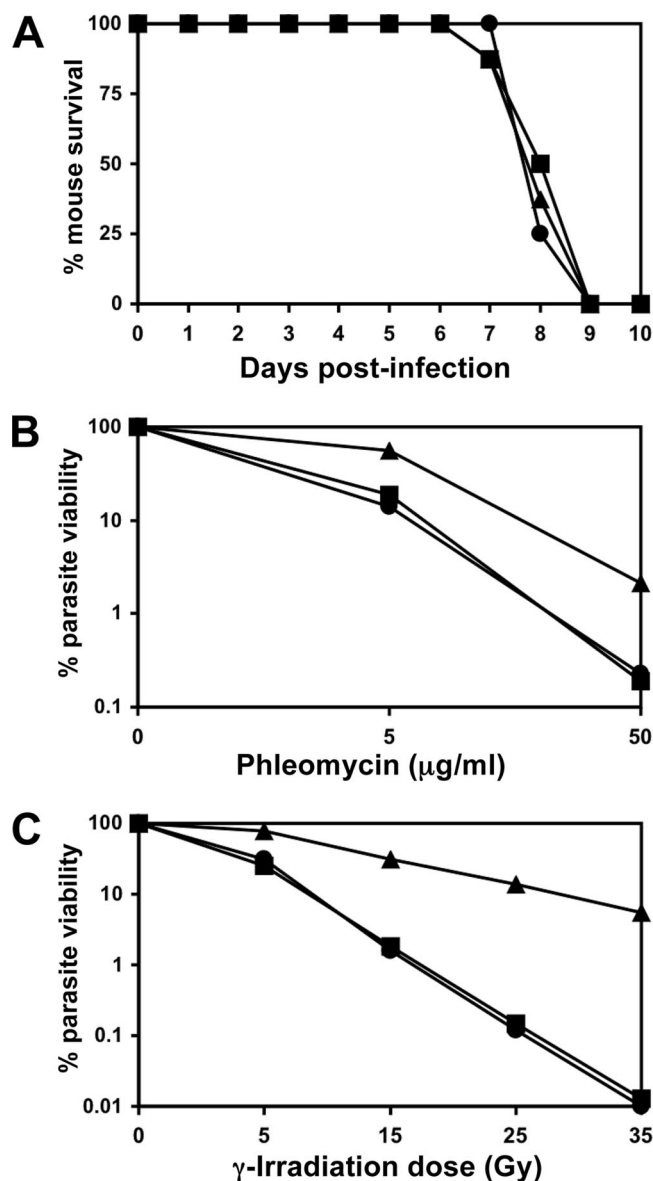 A
% mouse survival
100
75
50
25
0
0 1 2 3 4 5 6 7 8 9 10
Days post-infection
B
% parasite viability
100
10
1
0.1
0 5 50
Phleomycin (μg/ml)
C
% parasite viability
100
10
1
0.1
0.01
0 5 15 25 35
γ-Irradiation dose (Gy)